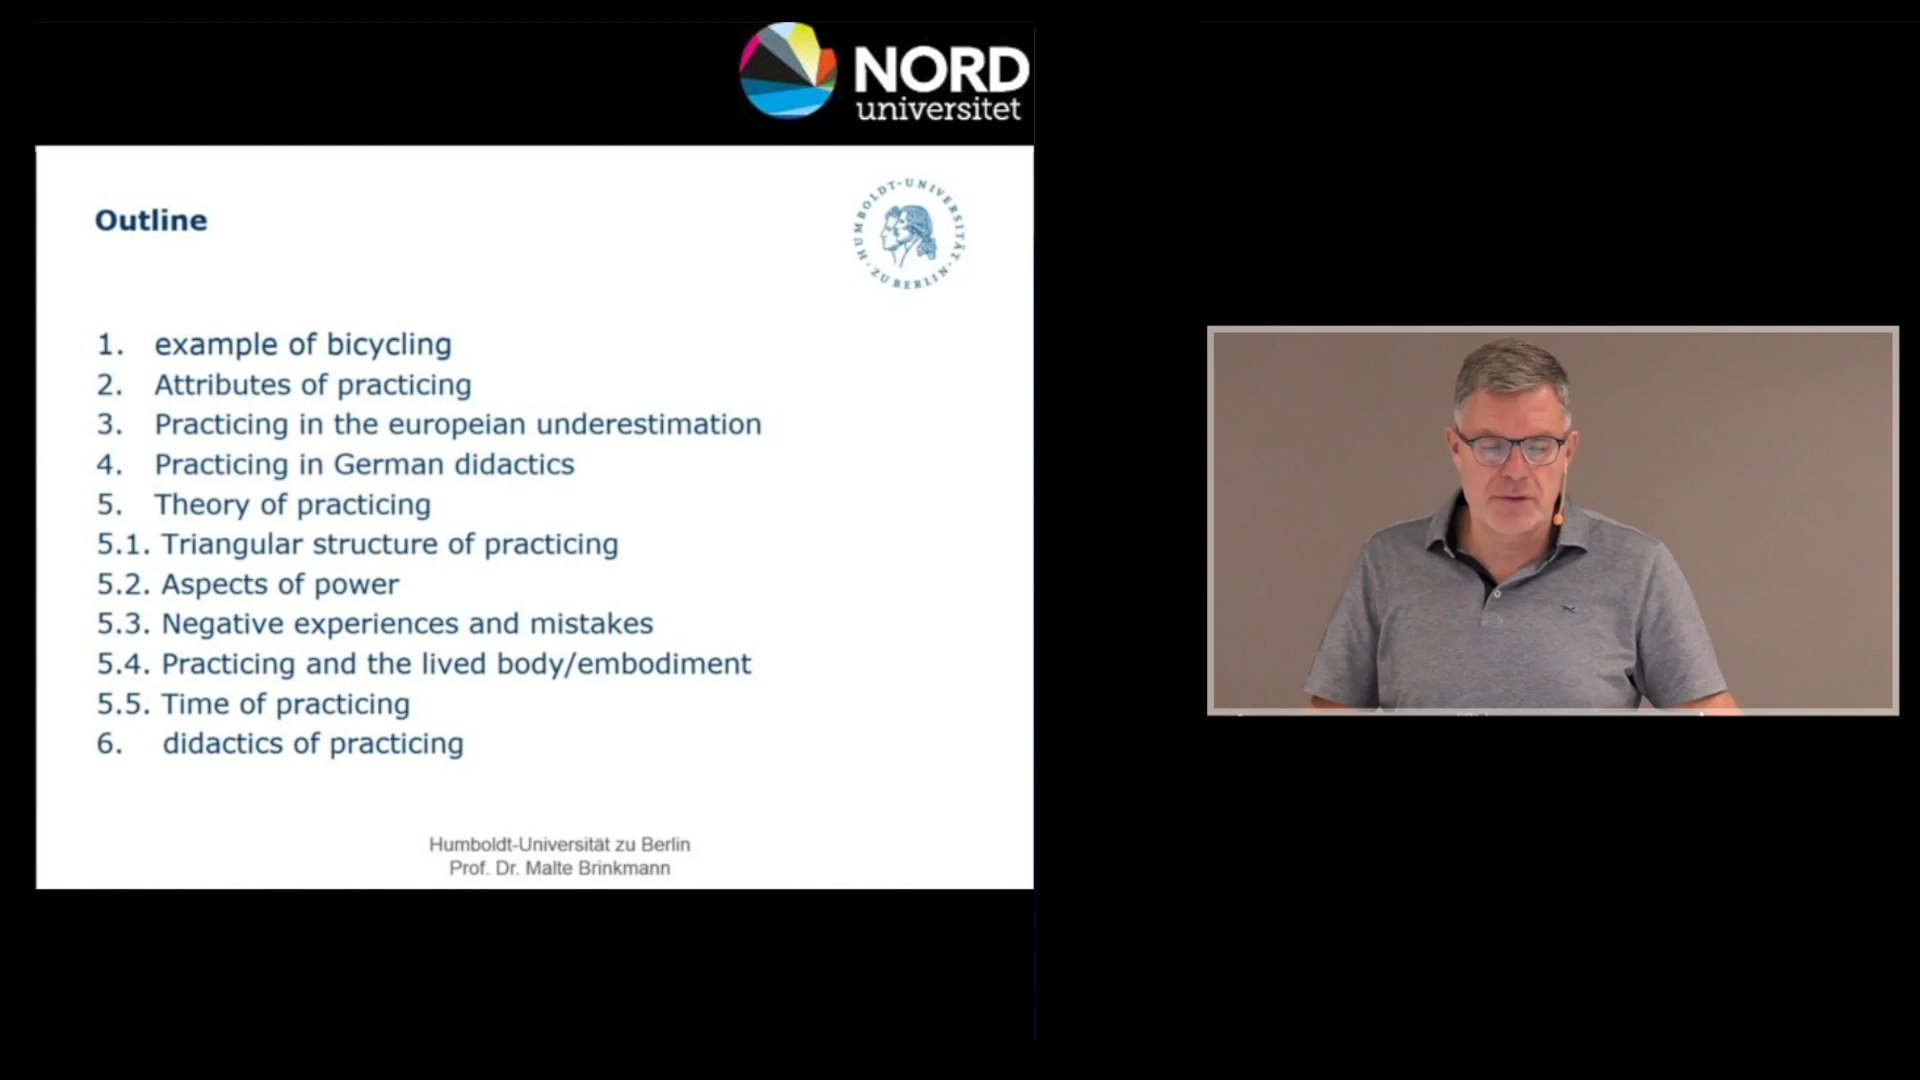 NORD
universitet
Outline
HUMBOLDT-UNIVERSITÄT · ZU BERLIN ·
1. example of bicycling
2. Attributes of practicing
3. Practicing in the europeian underestimation
4. Practicing in German didactics
5. Theory of practicing
5.1. Triangular structure of practicing
5.2. Aspects of power
5.3. Negative experiences and mistakes
5.4. Practicing and the lived body/embodiment
5.5. Time of practicing
6. didactics of practicing
Humboldt-Universität zu Berlin
Prof. Dr. Malte Brinkmann